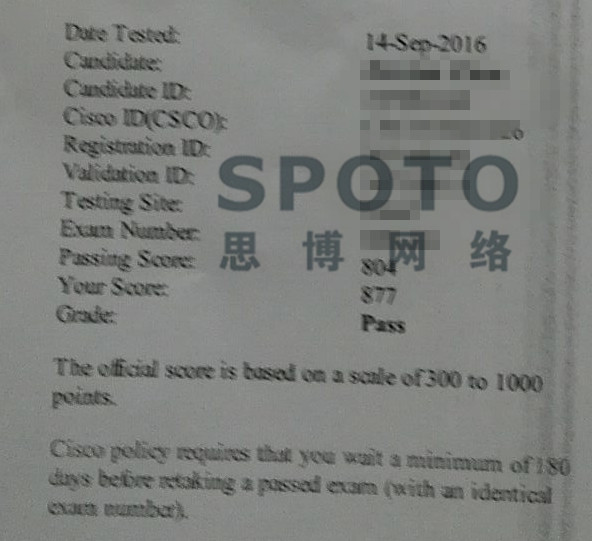 Date Tested: 14-Sep-2016
Candidate:
Candidate ID:
Cisco ID(CSCO):
Registration ID:
Validation ID:
Testing Site:
Exam Number:
Passing Score: 804
Your Score: 877
Grade: Pass
SPOTO
思博网络
The official score is based on a scale of 300 to 1000
points.
Cisco policy requires that you wait a minimum of 180
days before retaking a passed exam (with an identical
exam number).